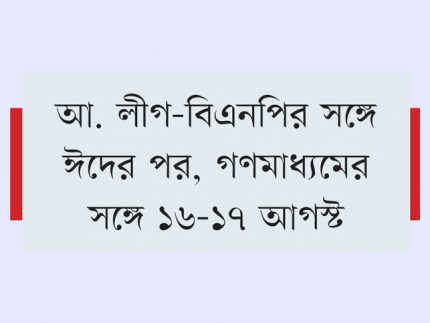 আ. লীগ-বিএনপির সঙ্গে
ঈদের পর, গণমাধ্যমের
সঙ্গে ১৬-১৭ আগস্ট